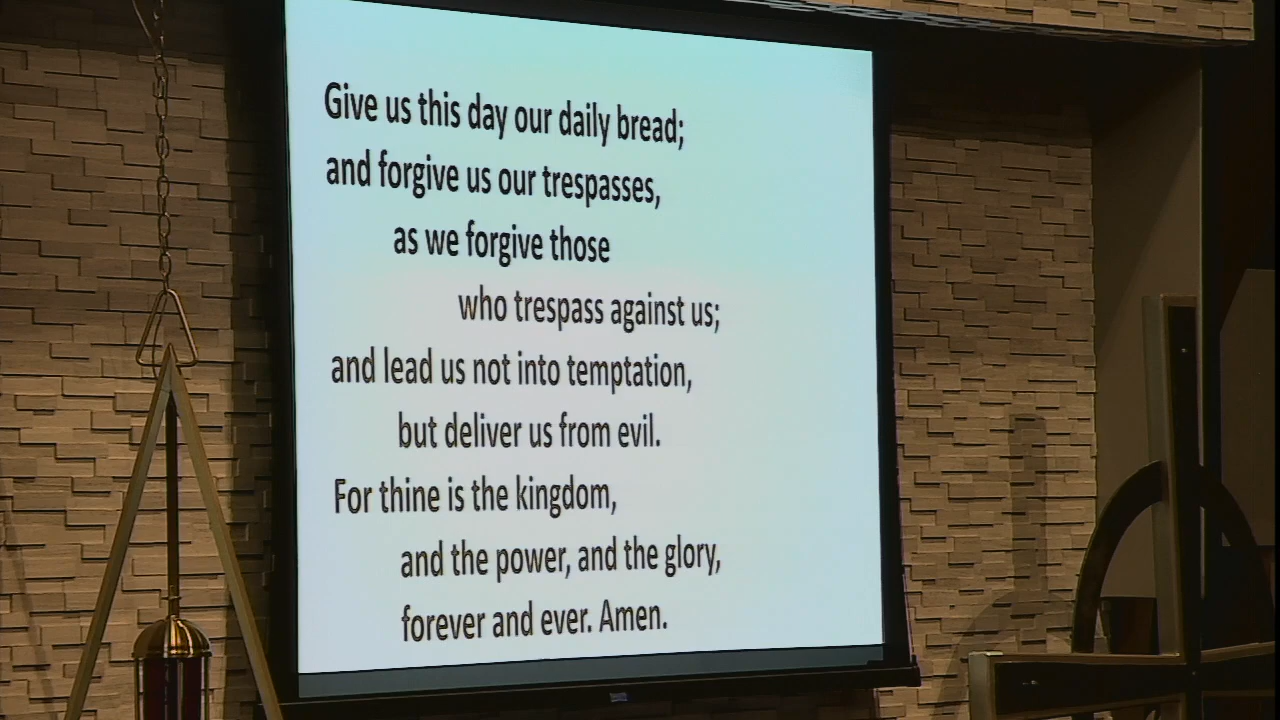 Give us this day our daily bread;
and forgive us our trespasses,
as we forgive those
who trespass against us;
and lead us not into temptation,
but deliver us from evil.
For thine is the kingdom,
and the power, and the glory,
forever and ever. Amen.